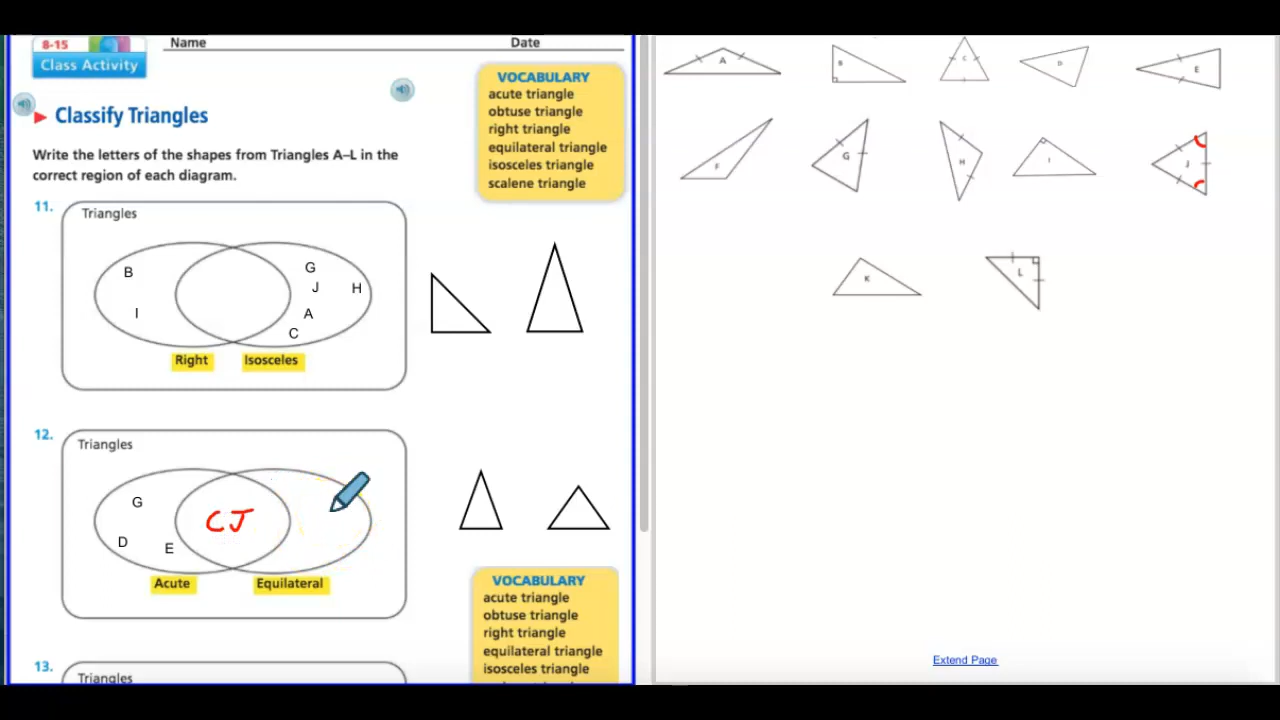 8-15
Class Activity
Name
Date
Classify Triangles
Write the letters of the shapes from Triangles A–L in the
correct region of each diagram.
VOCABULARY
acute triangle
obtuse triangle
right triangle
equilateral triangle
isosceles triangle
scalene triangle
11.
Triangles
B
I
G
J
H
A
C
Right
Isosceles
12.
Triangles
G
D
E
CJ
Acute
Equilateral
VOCABULARY
acute triangle
obtuse triangle
right triangle
equilateral triangle
isosceles triangle
13.
Triangles
A
B
C
D
E
F
G
H
I
J
K
L
Extend Page